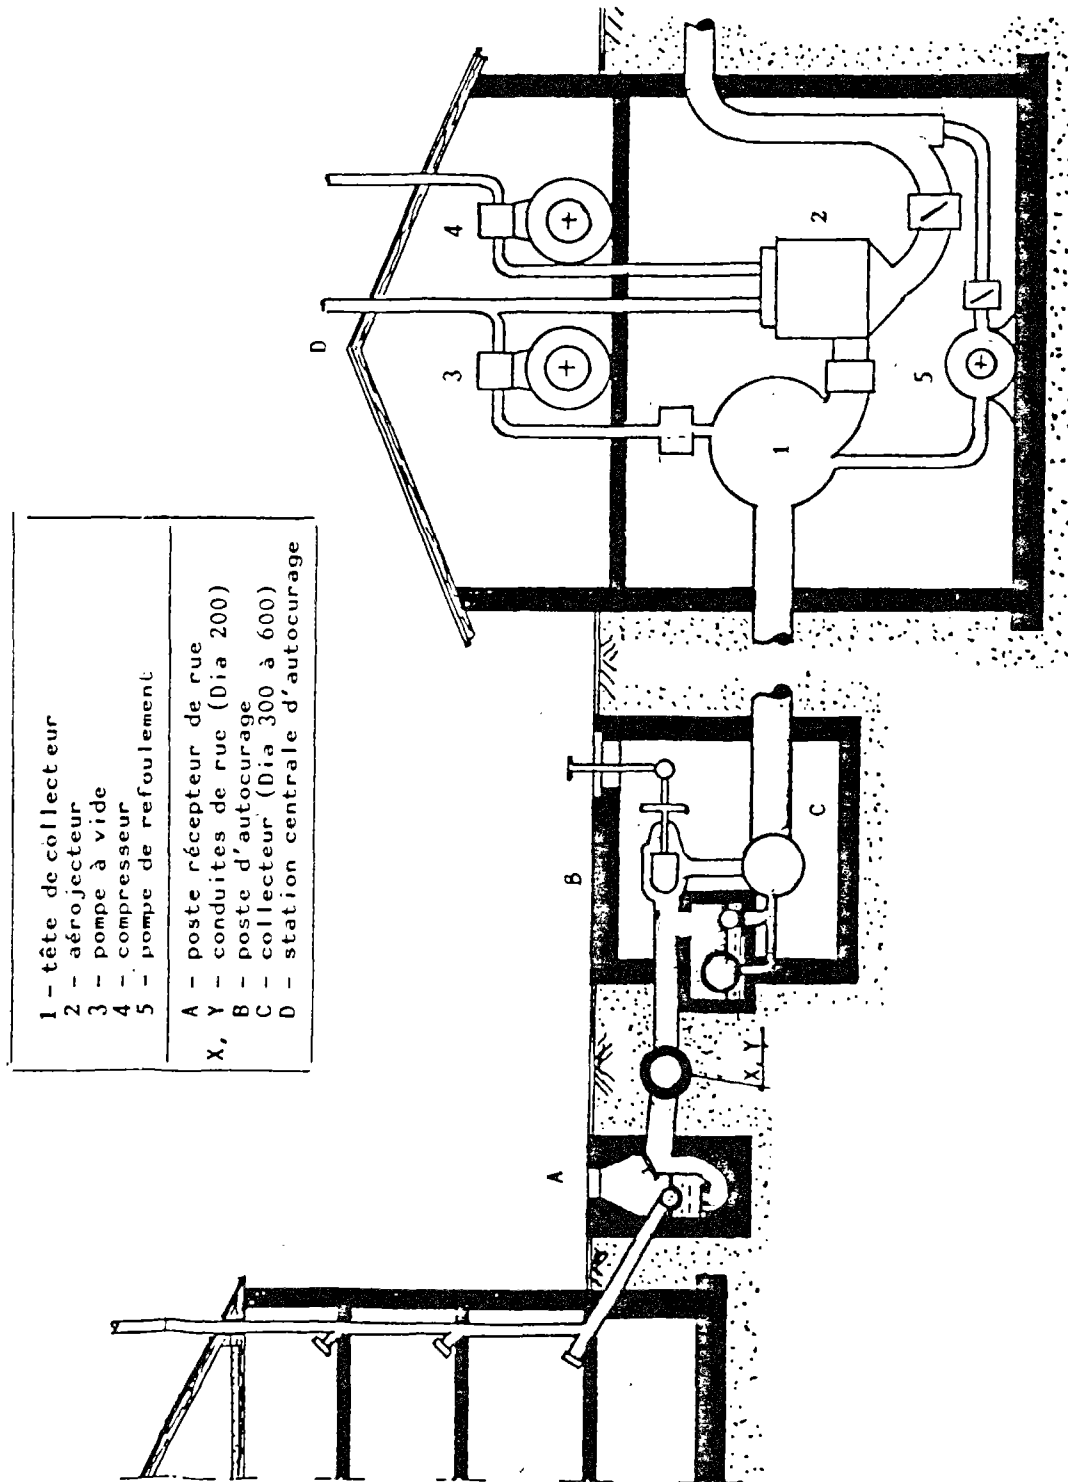 1 - tête de collecteur
2 - aérojecteur
3 - pompe à vide
4 - compresseur
5 - pompe de refoulement
A - poste récepteur de rue
X, Y - conduites de rue (Dia 200)
B - poste d'autocurage
C - collecteur (Dia 300 à 600)
D - station centrale d'autocurage
A
X, Y
B
C
D
3
4
1
2
5